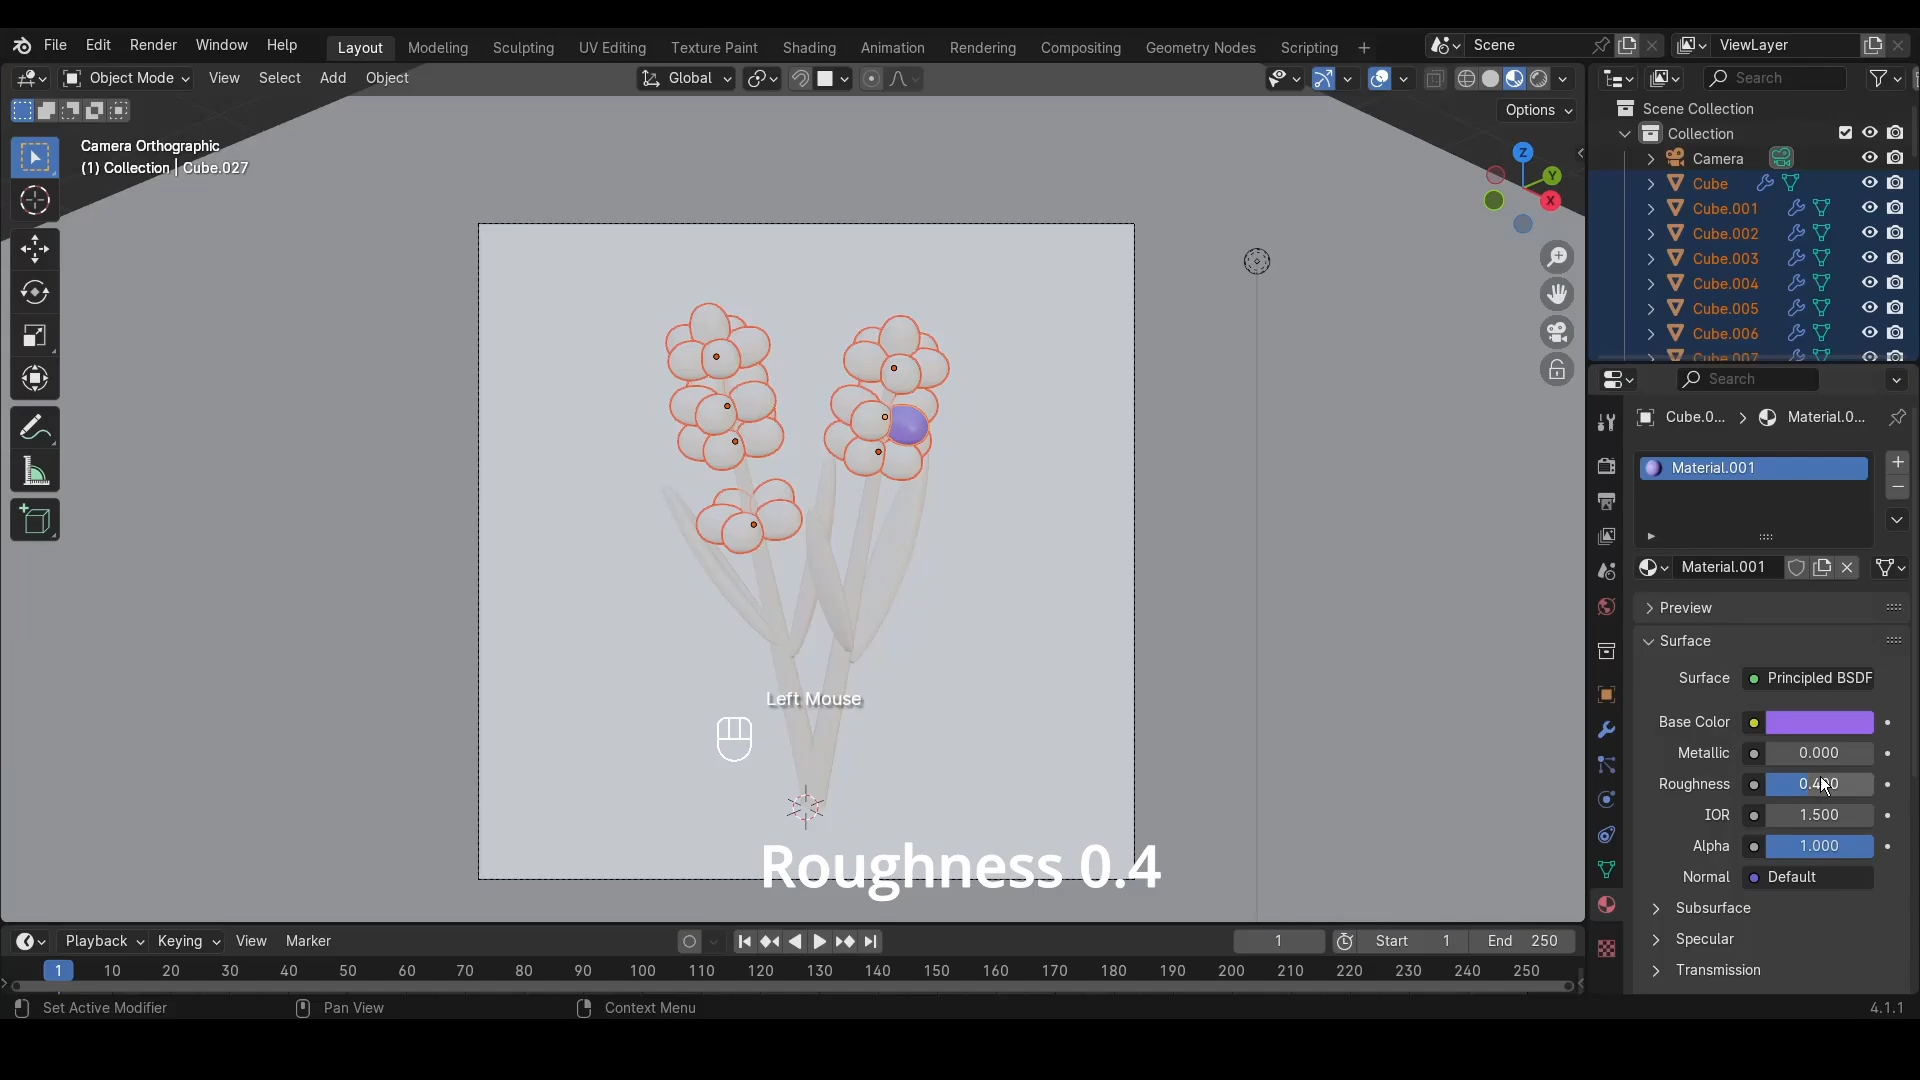 File Edit Render Window Help Layout Modeling Sculpting UV Editing Texture Paint Shading Animation Rendering Compositing Geometry Nodes Scripting + Scene ViewLayer
Object Mode View Select Add Object Global Search
Options
Camera Orthographic
(1) Collection | Cube.027
Z
Y
X
Scene Collection
Collection
Camera
Cube
Cube.001
Cube.002
Cube.003
Cube.004
Cube.005
Cube.006
Cube.007
Search
Cube.0... > Material.0...
Material.001
Material.001
Preview
Surface
Surface Principled BSDF
Base Color
Metallic 0.000
Roughness 0.400
IOR 1.500
Alpha 1.000
Normal Default
Subsurface
Specular
Transmission
Left Mouse
Roughness 0.4
Playback Keying View Marker 1 Start 1 End 250
1 10 20 30 40 50 60 70 80 90 100 110 120 130 140 150 160 170 180 190 200 210 220 230 240 250
Set Active Modifier Pan View Context Menu 4.1.1